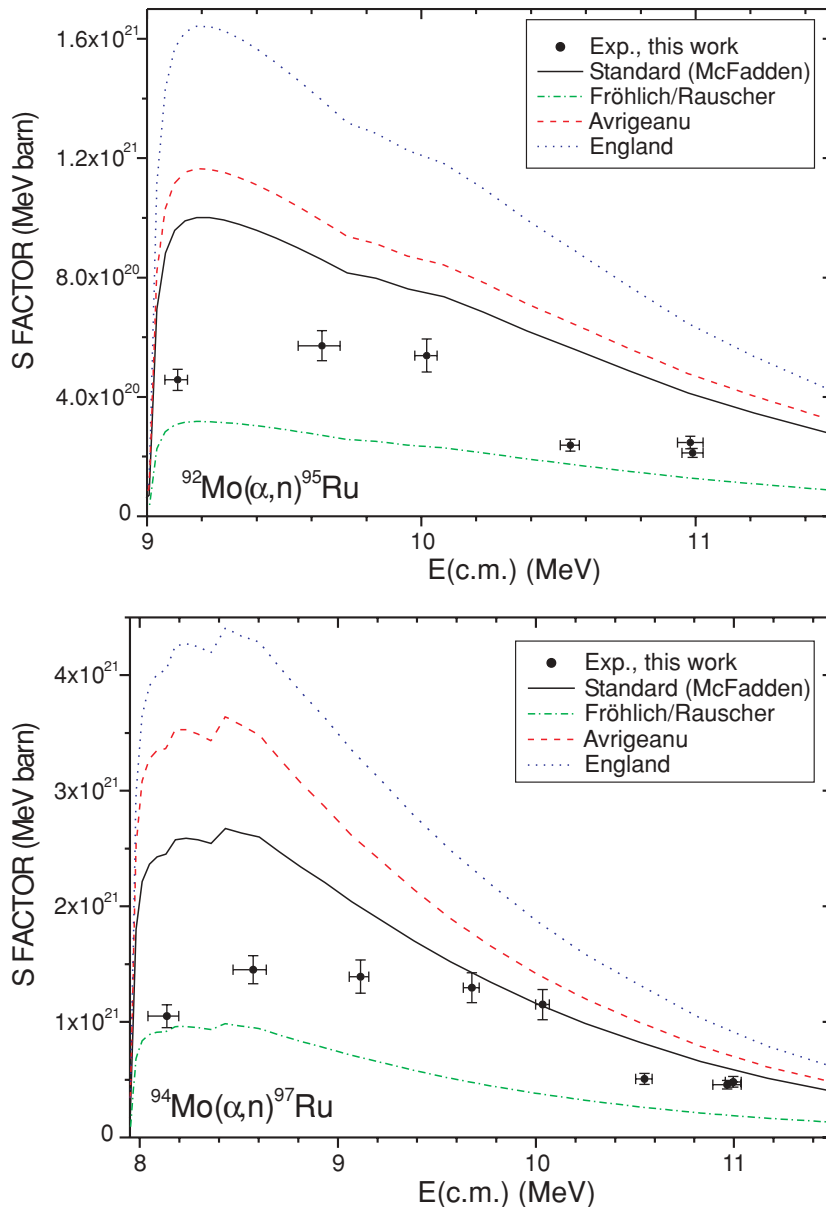 1.6x10²¹
1.2x10²¹
8.0x10²⁰
4.0x10²⁰
0
S FACTOR (MeV barn)
Exp., this work
Standard (McFadden)
Fröhlich/Rauscher
Avrigeanu
England
⁹²Mo(α,n)⁹⁵Ru
9 10 11
E(c.m.) (MeV)
4x10²¹
3x10²¹
2x10²¹
1x10²¹
0
S FACTOR (MeV barn)
Exp., this work
Standard (McFadden)
Fröhlich/Rauscher
Avrigeanu
England
⁹⁴Mo(α,n)⁹⁷Ru
8 9 10 11
E(c.m.) (MeV)